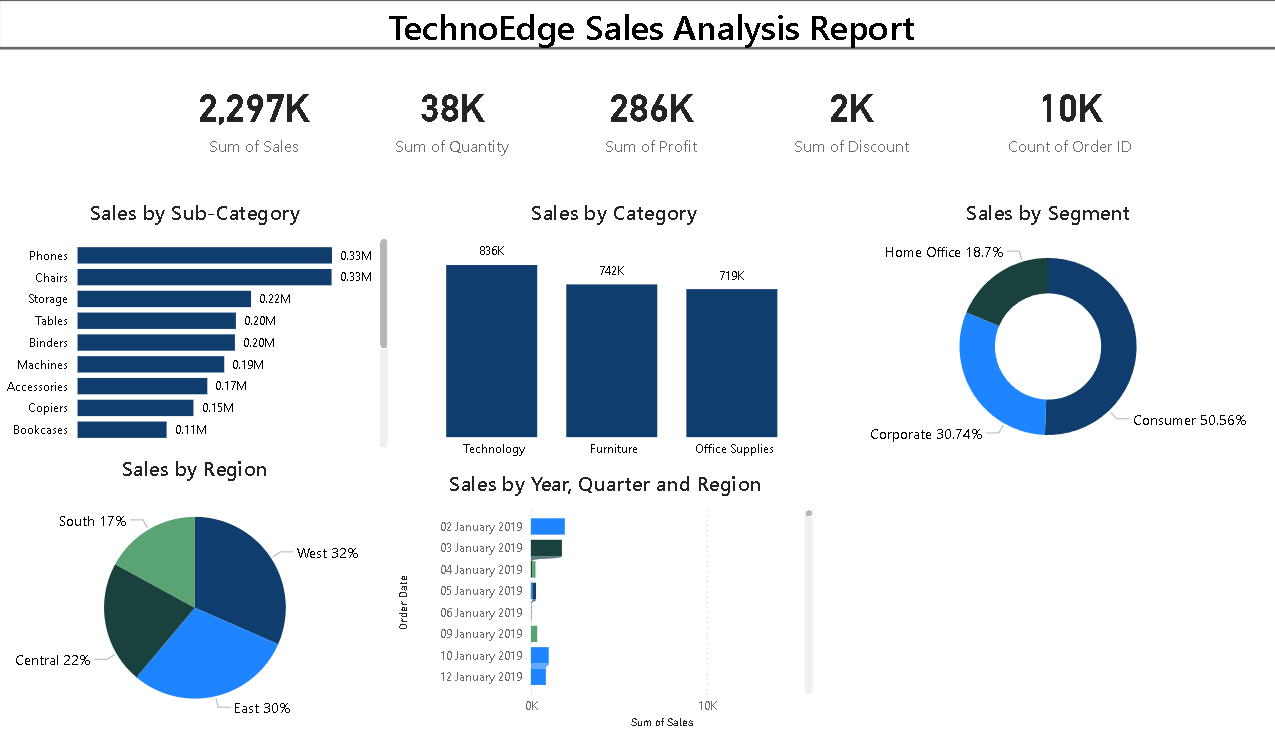 TechnoEdge Sales Analysis Report
2,297K
Sum of Sales
38K
Sum of Quantity
286K
Sum of Profit
2K
Sum of Discount
10K
Count of Order ID
Sales by Sub-Category
Phones 0.33M
Chairs 0.33M
Storage 0.22M
Tables 0.20M
Binders 0.20M
Machines 0.19M
Accessories 0.17M
Copiers 0.15M
Bookcases 0.11M
Sales by Category
836K
742K
719K
Technology Furniture Office Supplies
Sales by Segment
Home Office 18.7%
Corporate 30.74%
Consumer 50.56%
Sales by Region
South 17%
West 32%
Central 22%
East 30%
Sales by Year, Quarter and Region
Order Date
02 January 2019
03 January 2019
04 January 2019
05 January 2019
06 January 2019
09 January 2019
10 January 2019
12 January 2019
0K 10K
Sum of Sales